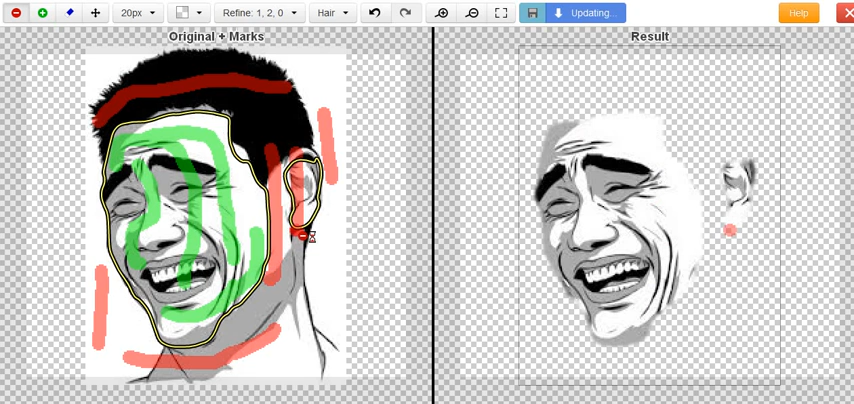 20px Refine: 1, 2, 0 Hair Updating... Help
Original + Marks Result